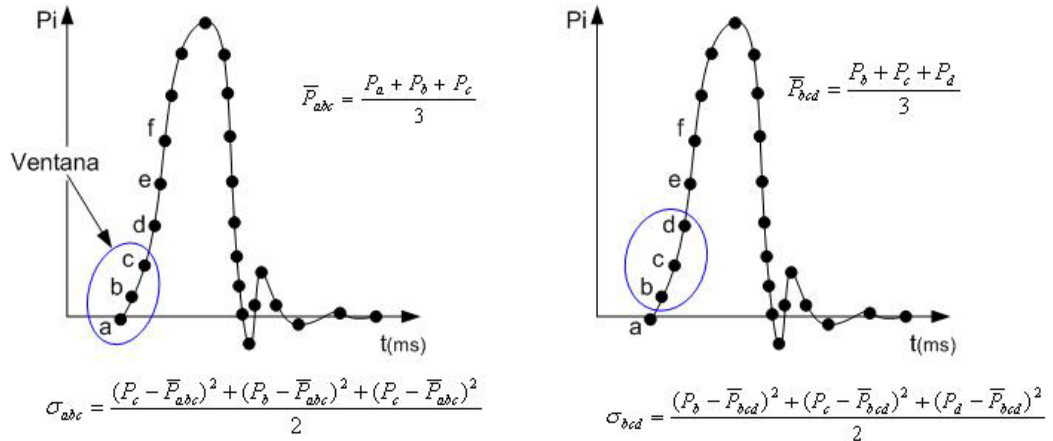 Pi
P̅abc = (Pa + Pb + Pc) / 3
f
Ventana
e
d
c
b
a
t(ms)
σabc = ((Pc − P̅abc)² + (Pb − P̅abc)² + (Pc − P̅abc)²) / 2
Pi
P̅bcd = (Pb + Pc + Pd) / 3
f
e
d
c
b
a
t(ms)
σbcd = ((Pb − P̅bcd)² + (Pc − P̅bcd)² + (Pd − P̅bcd)²) / 2